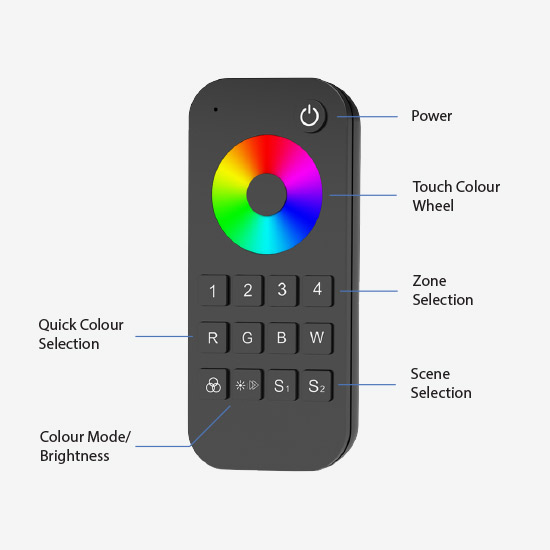 Power
Touch Colour
Wheel
Zone
Selection
1 2 3 4
Quick Colour
Selection
R G B W
Scene
Selection
S1 S2
Colour Mode/
Brightness